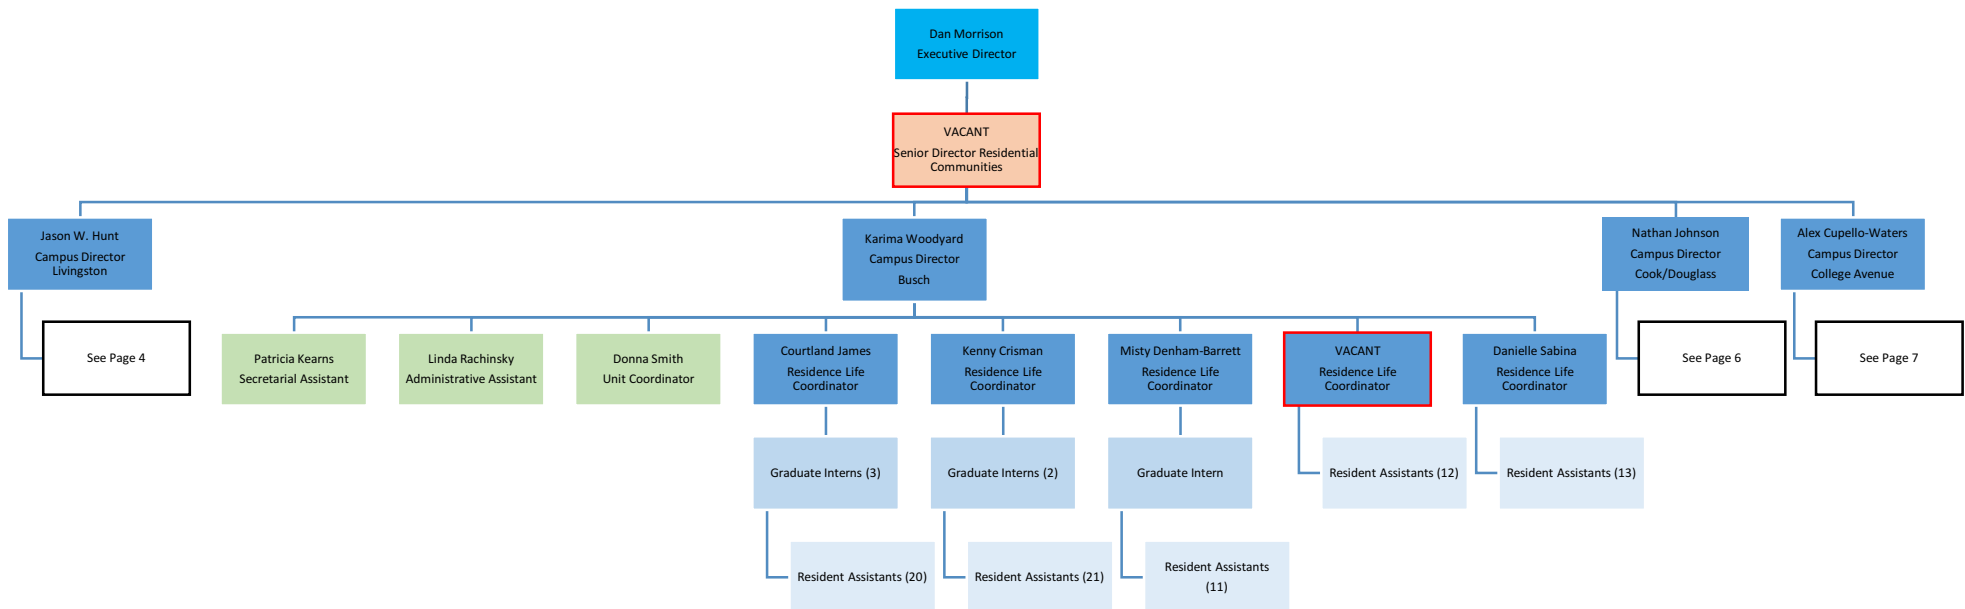 Dan Morrison
Executive Director
VACANT
Senior Director Residential
Communities
Jason W. Hunt
Campus Director
Livingston
Karima Woodyard
Campus Director
Busch
Nathan Johnson
Campus Director
Cook/Douglass
Alex Cupello-Waters
Campus Director
College Avenue
See Page 4
Patricia Kearns
Secretarial Assistant
Linda Rachinsky
Administrative Assistant
Donna Smith
Unit Coordinator
Courtland James
Residence Life
Coordinator
Kenny Crisman
Residence Life
Coordinator
Misty Denham-Barrett
Residence Life
Coordinator
VACANT
Residence Life
Coordinator
Danielle Sabina
Residence Life
Coordinator
See Page 6
See Page 7
Graduate Interns (3)
Graduate Interns (2)
Graduate Intern
Resident Assistants (12)
Resident Assistants (13)
Resident Assistants (20)
Resident Assistants (21)
Resident Assistants
(11)